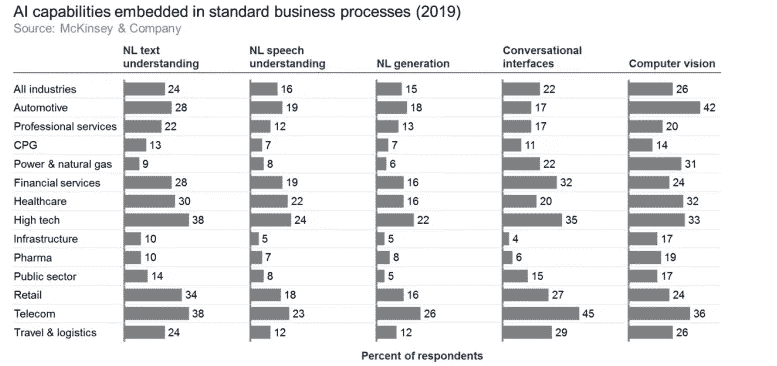 AI capabilities embedded in standard business processes (2019)
Source: McKinsey & Company
NL text understanding NL speech understanding NL generation Conversational interfaces Computer vision
All industries 24 16 15 22 26
Automotive 28 19 18 17 42
Professional services 22 12 13 17 20
CPG 13 7 7 11 14
Power & natural gas 9 8 6 22 31
Financial services 28 19 16 32 24
Healthcare 30 22 16 20 32
High tech 38 24 22 35 33
Infrastructure 10 5 5 4 17
Pharma 10 7 8 6 19
Public sector 14 8 5 15 17
Retail 34 18 16 27 24
Telecom 38 23 26 45 36
Travel & logistics 24 12 12 29 26
Percent of respondents